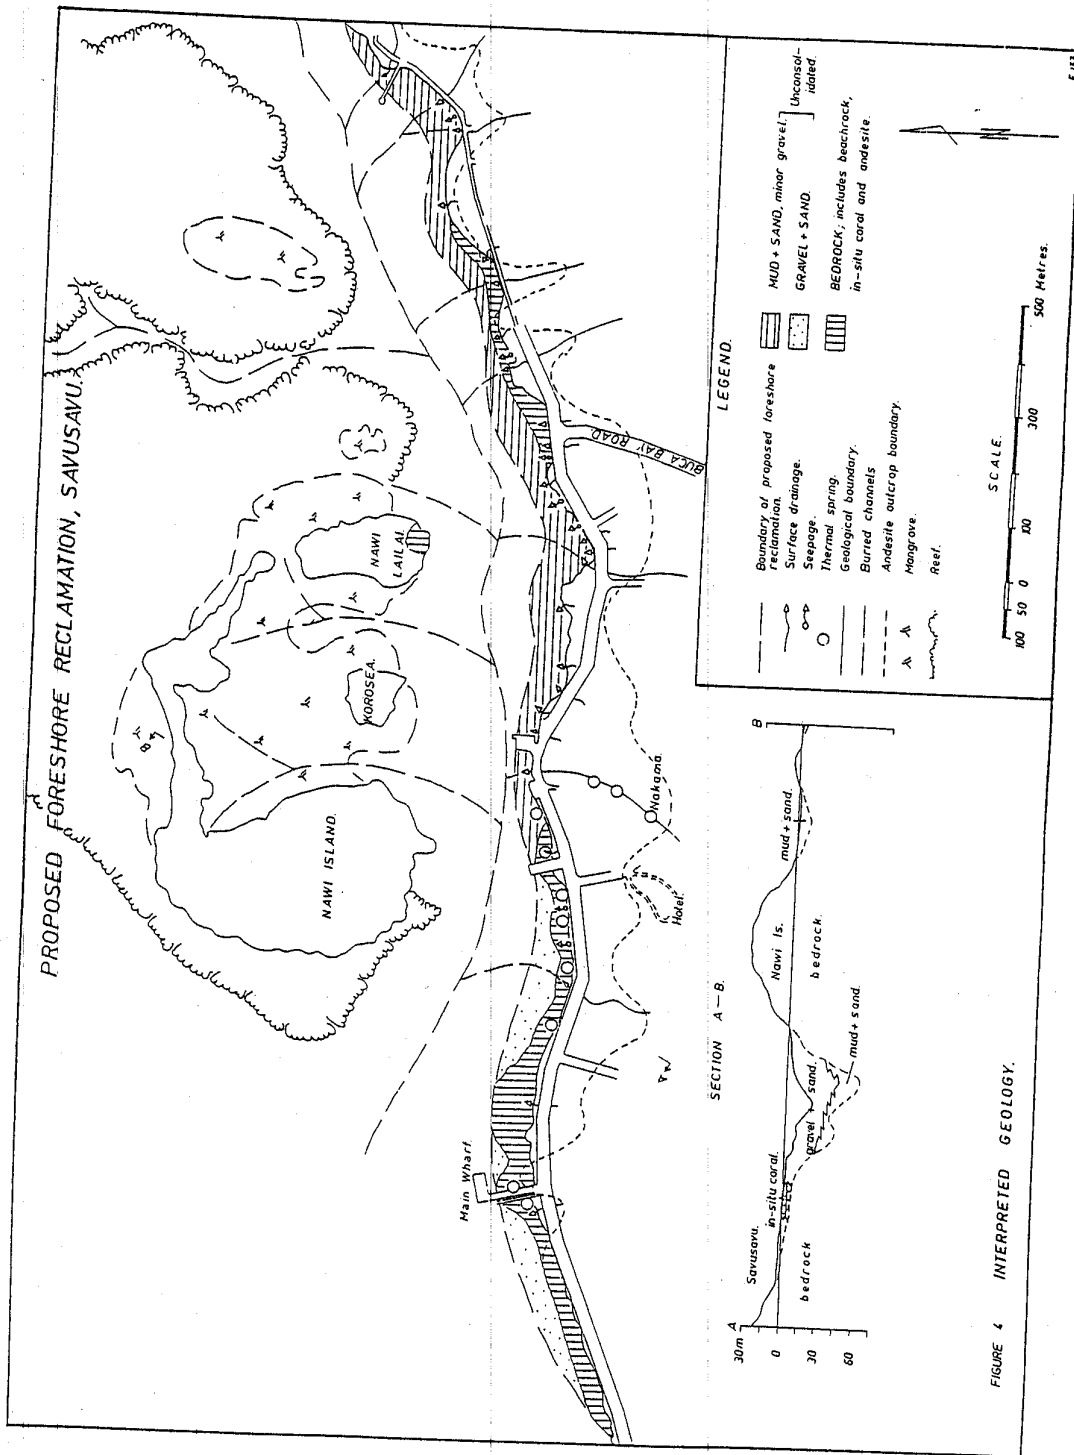 PROPOSED FORESHORE RECLAMATION, SAVUSAVU.
NAWI ISLAND.
KOROSEA.
NAWI
LAILAI.
Main Wharf.
Hotel.
Nakama.
BUCA BAY ROAD
LEGEND.
Boundary of proposed foreshore
reclamation.
Surface drainage.
Seepage.
Thermal spring.
Geological boundary.
Buried channels
Andesite outcrop boundary.
Mangrove.
Reef.
MUD + SAND, minor gravel.
GRAVEL + SAND.
Unconsol-
idated.
BEDROCK; includes beachrock,
in-situ coral and andesite.
N
SCALE.
100 50 0 100 300 500 Metres.
SECTION A—B.
A
B
30m
0
30
60
Savusavu.
in-situ coral.
bedrock
gravel + sand.
mud + sand.
Nawi Is.
bedrock.
mud + sand.
FIGURE 4 INTERPRETED GEOLOGY.